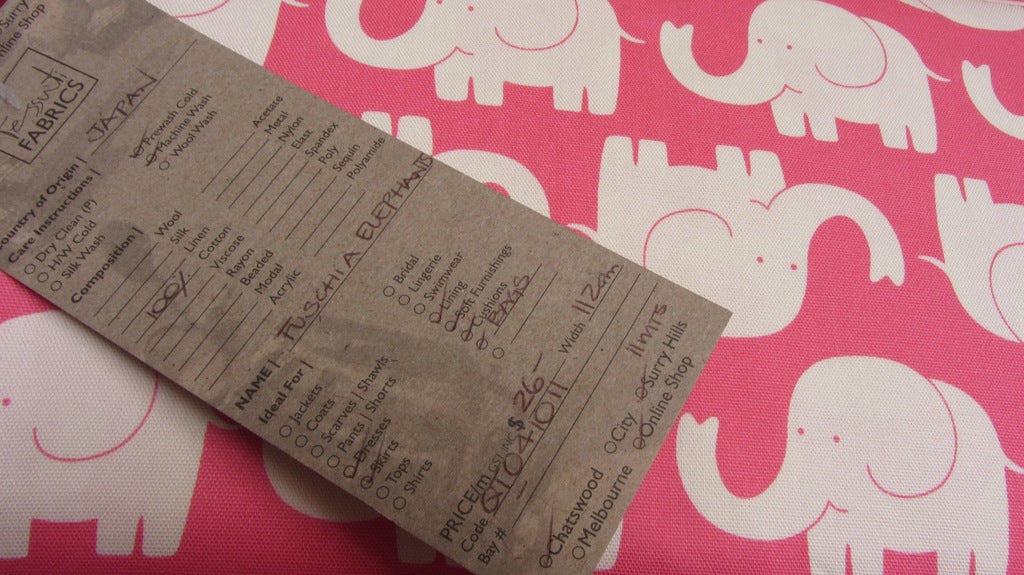 Surry
Online Shop
Tessuti
FABRICS
Country of Origin | JAPAN
Care Instructions |
Dry Clean (P)
H/W Cold
Silk Wash
Prewash Cold
Machine Wash
Wool Wash
Composition |
Wool
Silk
Linen
100% Cotton
Viscose
Rayon
Beaded
Modal
Acrylic
Acetate
Metal
Nylon
Elast
Spandex
Poly
Sequin
Polyamide
NAME | FUSCHIA ELEPHANTS
Ideal For |
Jackets
Coats
Scarves | Shawls
Pants | Shorts
Dresses
Skirts
Tops
Shirts
Bridal
Lingerie
Swimwear
Lining
Soft Furnishings
Cushions
BAGS
PRICE/m $ 26- Width 112cm
Code Q1041011
Bay # - 11mts
Chatswood
Melbourne
City
Online Shop
Surry Hills